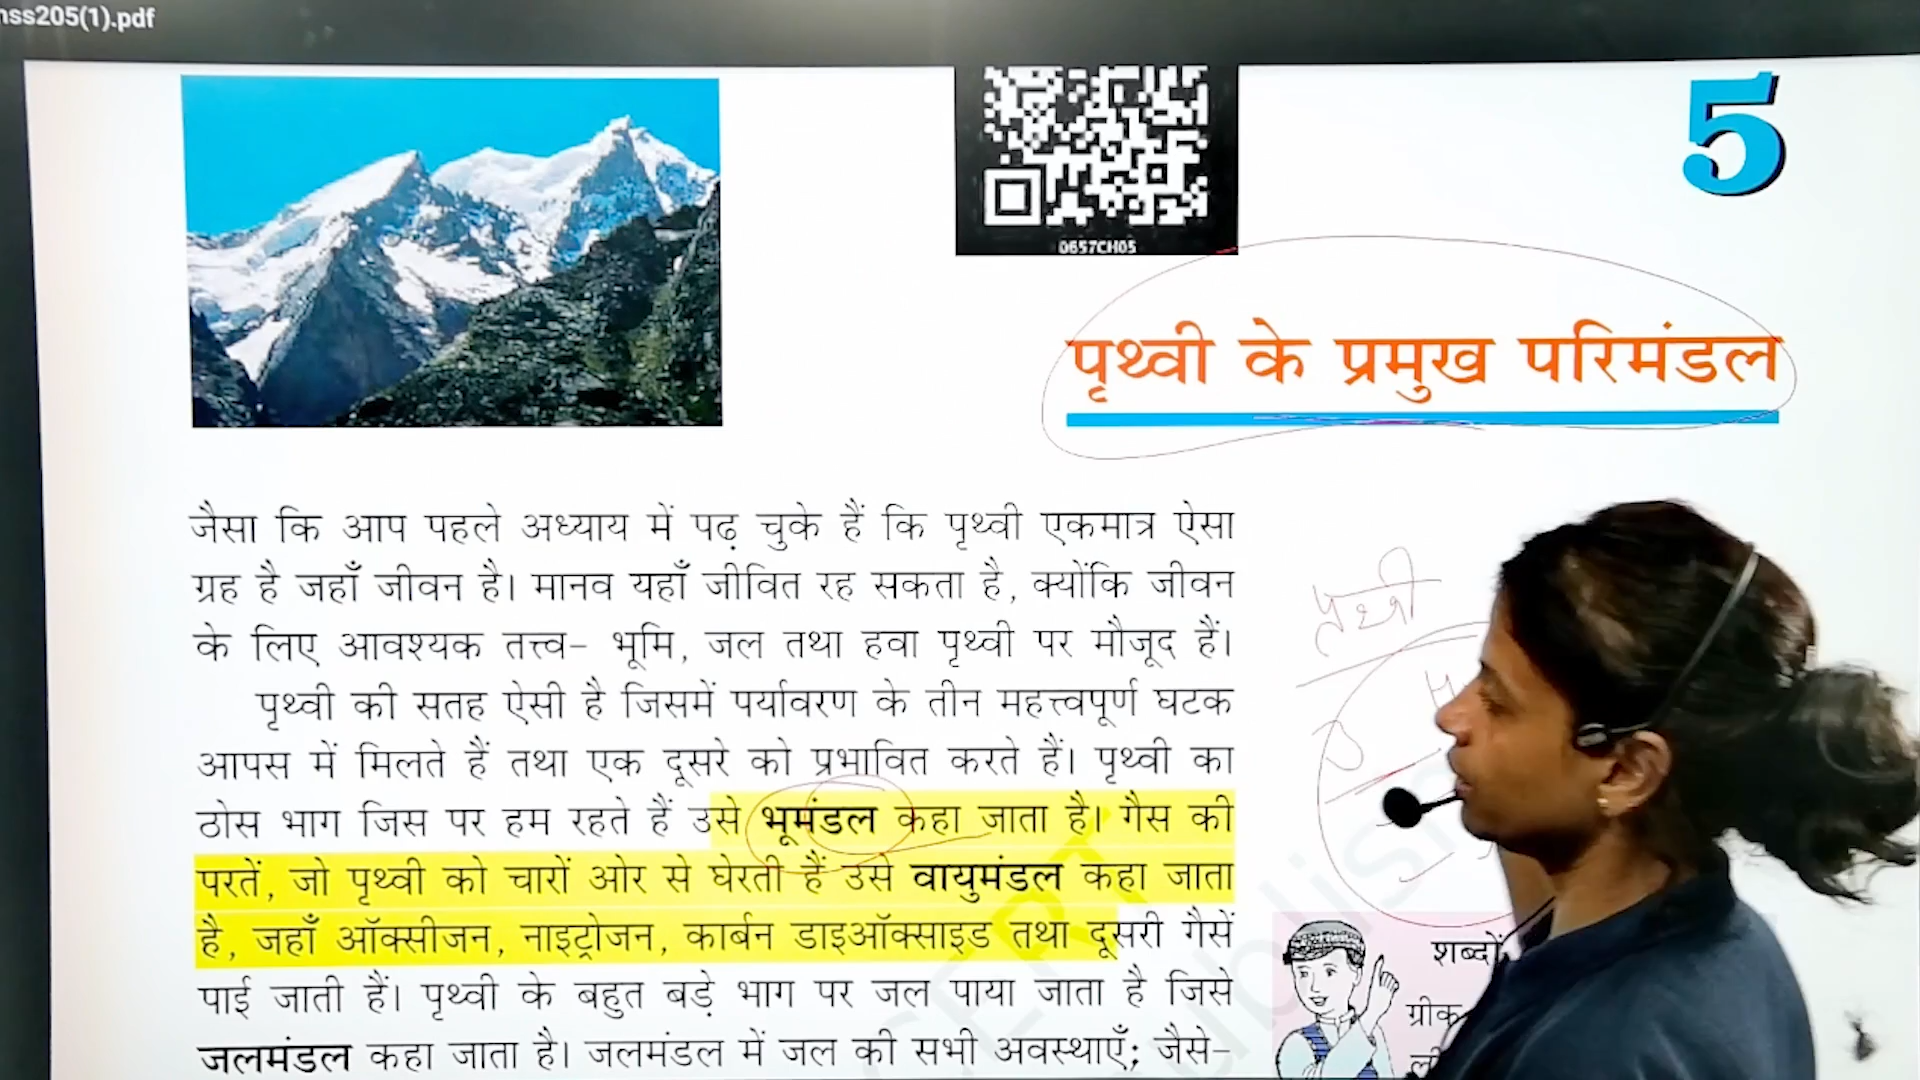 nss205(1).pdf
0657CH05
5
पृथ्वी के प्रमुख परिमंडल
जैसा कि आप पहले अध्याय में पढ़ चुके हैं कि पृथ्वी एकमात्र ऐसा
ग्रह है जहाँ जीवन है। मानव यहाँ जीवित रह सकता है, क्योंकि जीवन
के लिए आवश्यक तत्त्व– भूमि, जल तथा हवा पृथ्वी पर मौजूद हैं।
पृथ्वी की सतह ऐसी है जिसमें पर्यावरण के तीन महत्त्वपूर्ण घटक
आपस में मिलते हैं तथा एक दूसरे को प्रभावित करते हैं। पृथ्वी का
ठोस भाग जिस पर हम रहते हैं उसे भूमंडल कहा जाता है। गैस की
परतें, जो पृथ्वी को चारों ओर से घेरती हैं उसे वायुमंडल कहा जाता
है, जहाँ ऑक्सीजन, नाइट्रोजन, कार्बन डाइऑक्साइड तथा दूसरी गैसें
पाई जाती हैं। पृथ्वी के बहुत बड़े भाग पर जल पाया जाता है जिसे
जलमंडल कहा जाता है। जलमंडल में जल की सभी अवस्थाएँ; जैसे–
पृथ्वी
शब्दों
ग्रीक